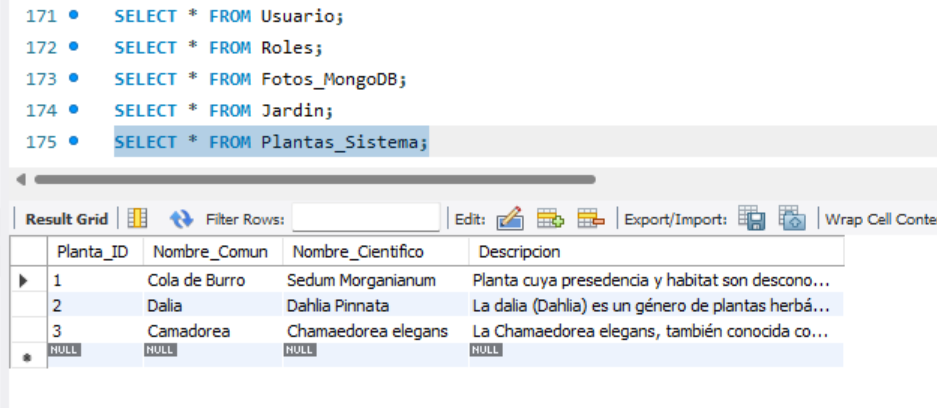 171 SELECT * FROM Usuario;
172 SELECT * FROM Roles;
173 SELECT * FROM Fotos_MongoDB;
174 SELECT * FROM Jardin;
175 SELECT * FROM Plantas_Sistema;
Result Grid Filter Rows: Edit: Export/Import: Wrap Cell Conte
Planta_ID Nombre_Comun Nombre_Cientifico Descripcion
1 Cola de Burro Sedum Morganianum Planta cuya presedencia y habitat son descono...
2 Dalia Dahlia Pinnata La dalia (Dahlia) es un género de plantas herbá...
3 Camadorea Chamaedorea elegans La Chamaedorea elegans, también conocida co...
NULL NULL NULL NULL